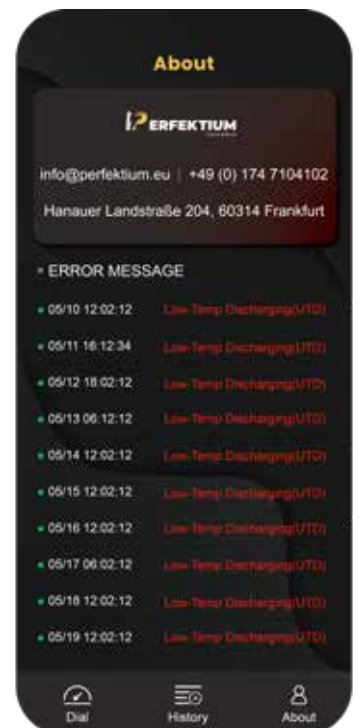 About
PERFEKTIUM
info@perfektium.eu | +49 (0) 174 7104102
Hanauer Landstraße 204, 60314 Frankfurt
ERROR MESSAGE
05/10 12:02:12 Low-Temp Discharging(UTD)
05/11 16:12:34 Low-Temp Discharging(UTD)
05/12 18:02:12 Low-Temp Discharging(UTD)
05/13 06:12:12 Low-Temp Discharging(UTD)
05/14 12:02:12 Low-Temp Discharging(UTD)
05/15 12:02:12 Low-Temp Discharging(UTD)
05/16 12:02:12 Low-Temp Discharging(UTD)
05/17 06:02:12 Low-Temp Discharging(UTD)
05/18 12:02:12 Low-Temp Discharging(UTD)
05/19 12:02:12 Low-Temp Discharging(UTD)
Dial History About